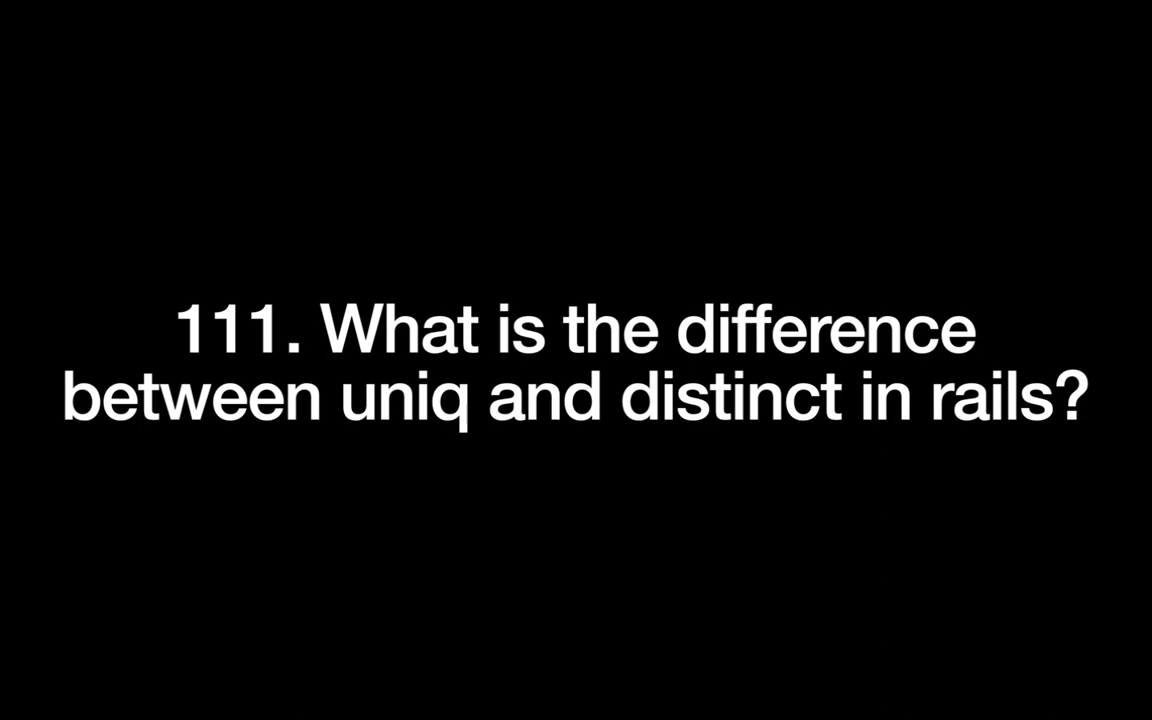 111. What is the difference
between uniq and distinct in rails?